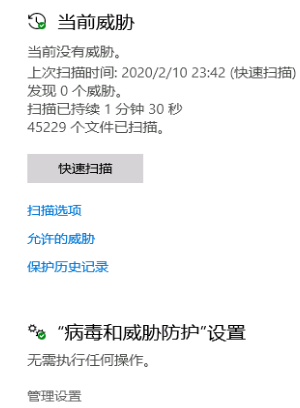 当前威胁
当前没有威胁。
上次扫描时间: 2020/2/10 23:42 (快速扫描)
发现 0 个威胁。
扫描已持续 1 分钟 30 秒
45229 个文件已扫描。
快速扫描
扫描选项
允许的威胁
保护历史记录
“病毒和威胁防护”设置
无需执行任何操作。
管理设置